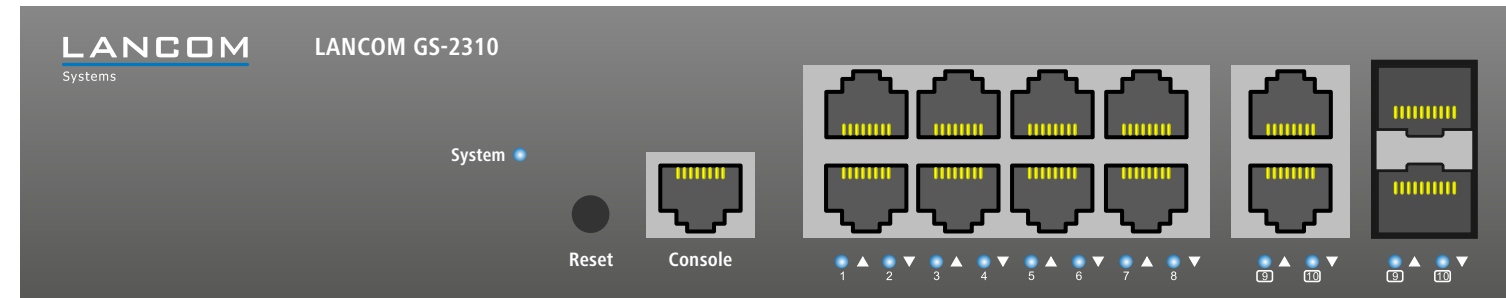 LANCOM
Systems
LANCOM GS-2310
System
Reset
Console
1 ▲ 2 ▼ 3 ▲ 4 ▼ 5 ▲ 6 ▼ 7 ▲ 8 ▼
9 ▲ 10 ▼
9 ▲ 10 ▼